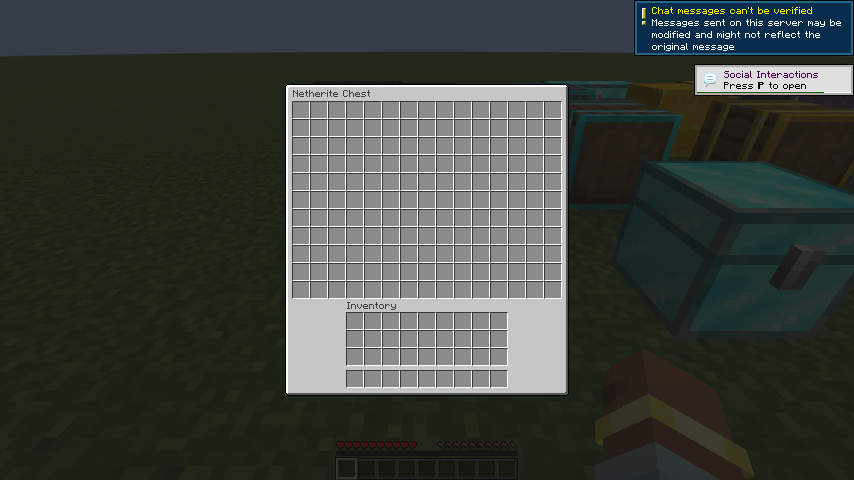 Chat messages can't be verified
Messages sent on this server may be
modified and might not reflect the
original message
Social Interactions
Press P to open
Netherite Chest
Inventory